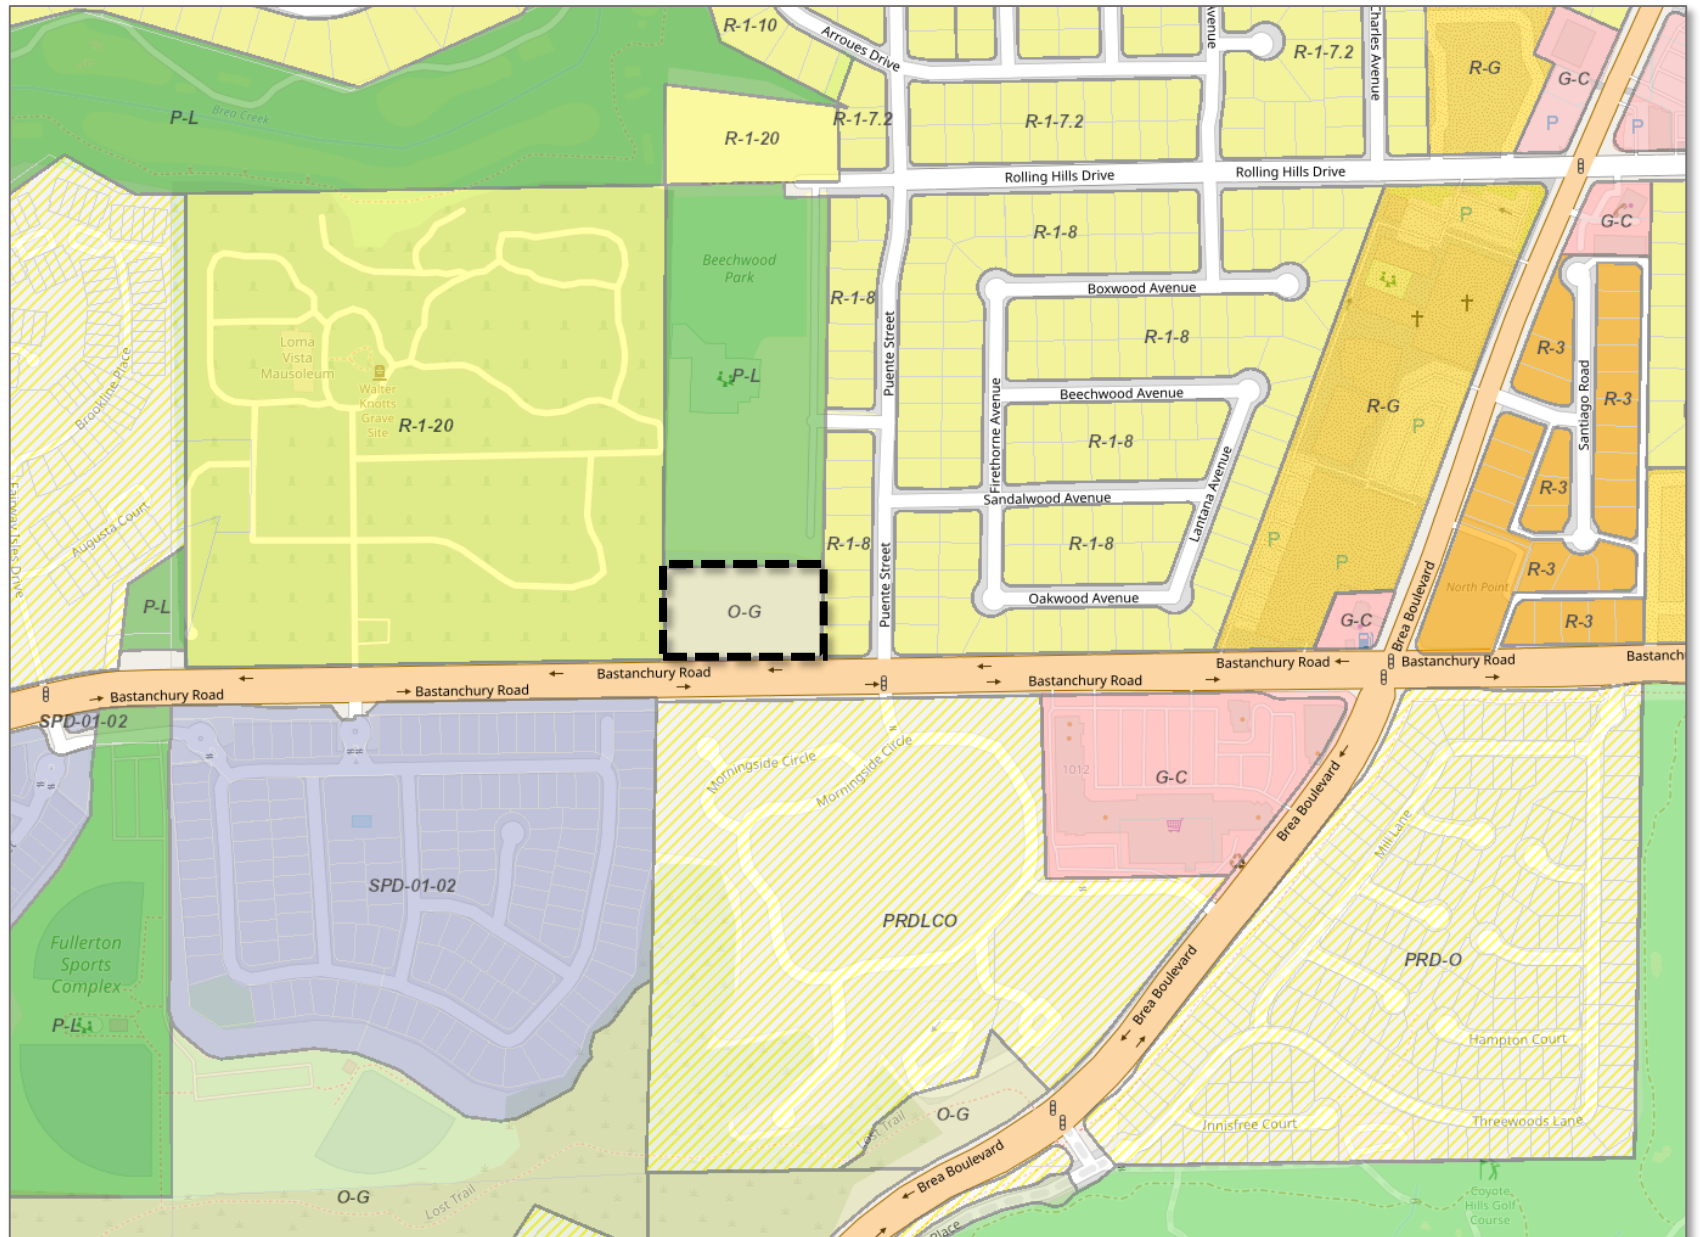 R-1-10
Arroues Drive
Avenue
R-1-7.2
Charles Avenue
R-G
G-C
P
P
P-L
Brea Creek
R-1-20
R-1-7.2
R-1-7.2
Rolling Hills Drive
Rolling Hills Drive
G-C
P
R-1-8
Beechwood
Park
R-1-8
Boxwood Avenue
Puente Street
R-1-8
Loma
Vista
Mausoleum
Walter
Knotts
Grave
Site
R-1-20
P-L
Brookline Place
Firethorne Avenue
Beechwood Avenue
R-1-8
R-G
P
R-3
Santiago Road
R-3
Sandalwood Avenue
Lantana Avenue
R-3
Fairway Isles Drive
Augusta Court
R-1-8
Puente Street
R-1-8
P
P
R-3
North Point
P-L
O-G
Oakwood Avenue
G-C
Brea Boulevard
R-3
Bastanchury Road
Bastanchury Road
Bastanchury Road
Bastanch
Bastanchury Road
Bastanchury Road
Bastanchury Road
SPD-01-02
Morningside Circle
Morningside Circle
1012
G-C
Brea Boulevard
Mill Lane
SPD-01-02
PRDLCO
PRD-O
Fullerton
Sports
Complex
P-L
Brea Boulevard
Hampton Court
O-G
Lost Trail
Innisfree Court
Threewoods Lane
Brea Boulevard
O-G
Lost Trail
Place
Coyote
Hills Golf
Course